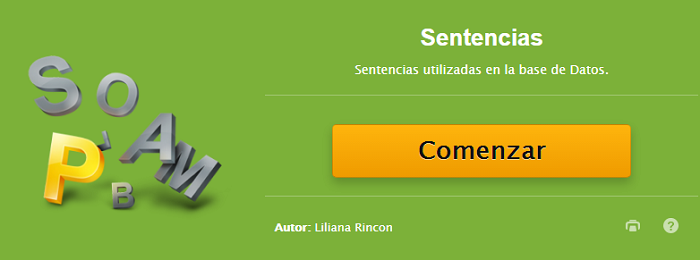 Sentencias
Sentencias utilizadas en la base de Datos.
S O A M
P L B
Comenzar
Autor: Liliana Rincon
?